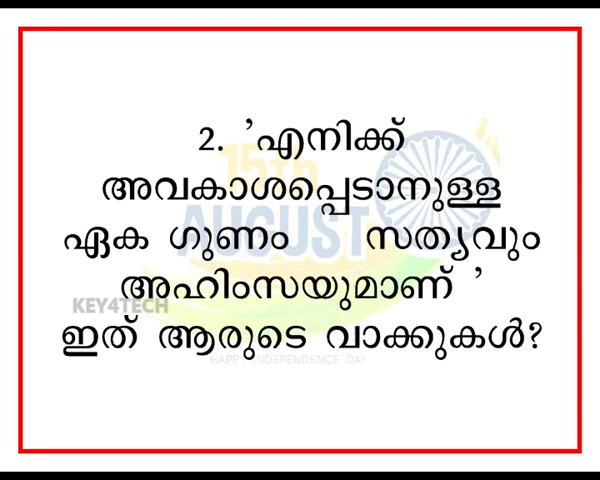 2. 'എനിക്ക്
അവകാശപ്പെടാനുള്ള
ഏക ഗുണം സത്യവും
അഹിംസയുമാണ് '
ഇത് ആരുടെ വാക്കുകൾ?
15th
AUGUST
KEY4TECH
HAPPY INDEPENDENCE DAY